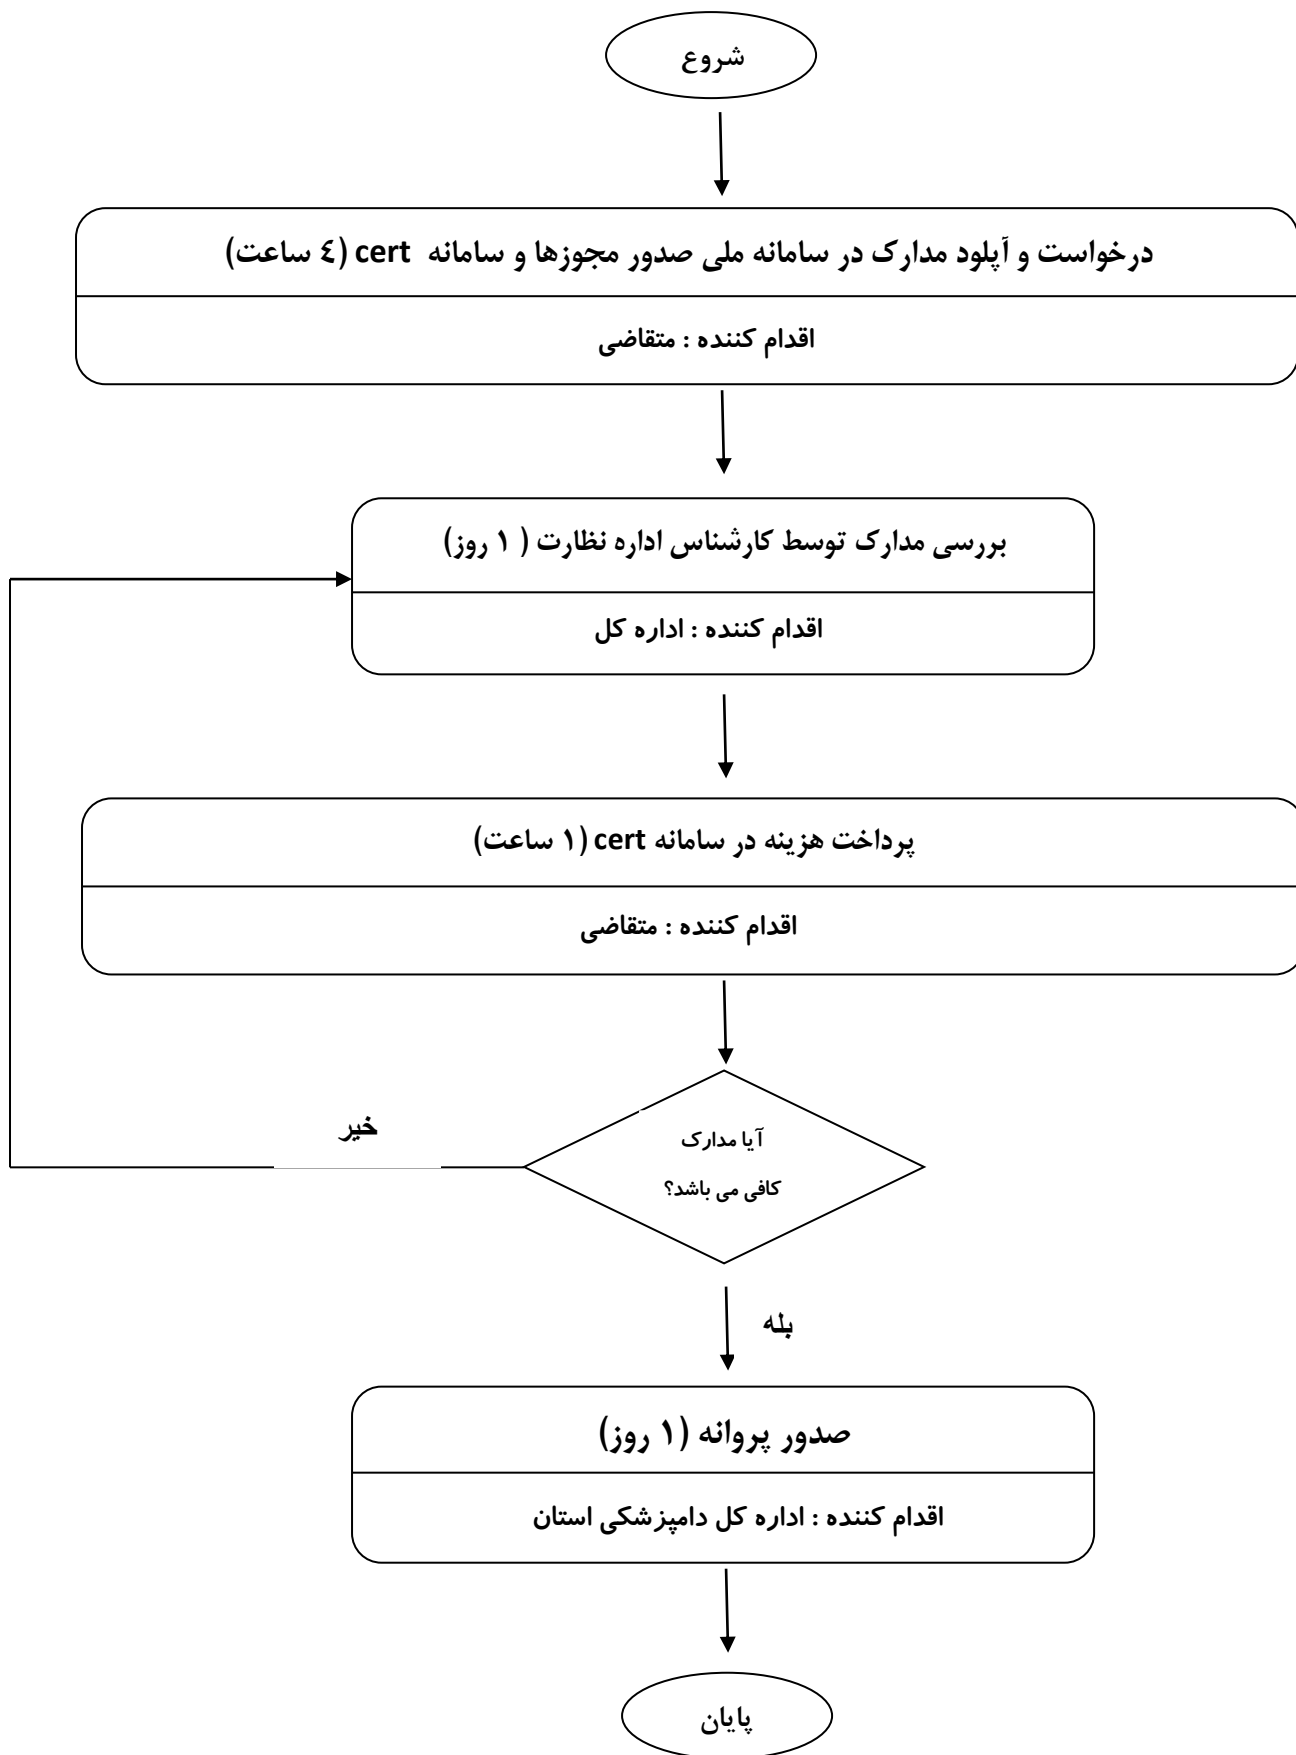 شروع
درخواست و آپلود مدارک در سامانه ملی صدور مجوزها و سامانه cert (٤ ساعت)
اقدام کننده : متقاضی
بررسی مدارک توسط کارشناس اداره نظارت ( ۱ روز)
اقدام کننده : اداره کل
پرداخت هزینه در سامانه cert (۱ ساعت)
اقدام کننده : متقاضی
خیر
آیا مدارک
کافی می باشد؟
بله
صدور پروانه (۱ روز)
اقدام کننده : اداره کل دامپزشکی استان
پایان